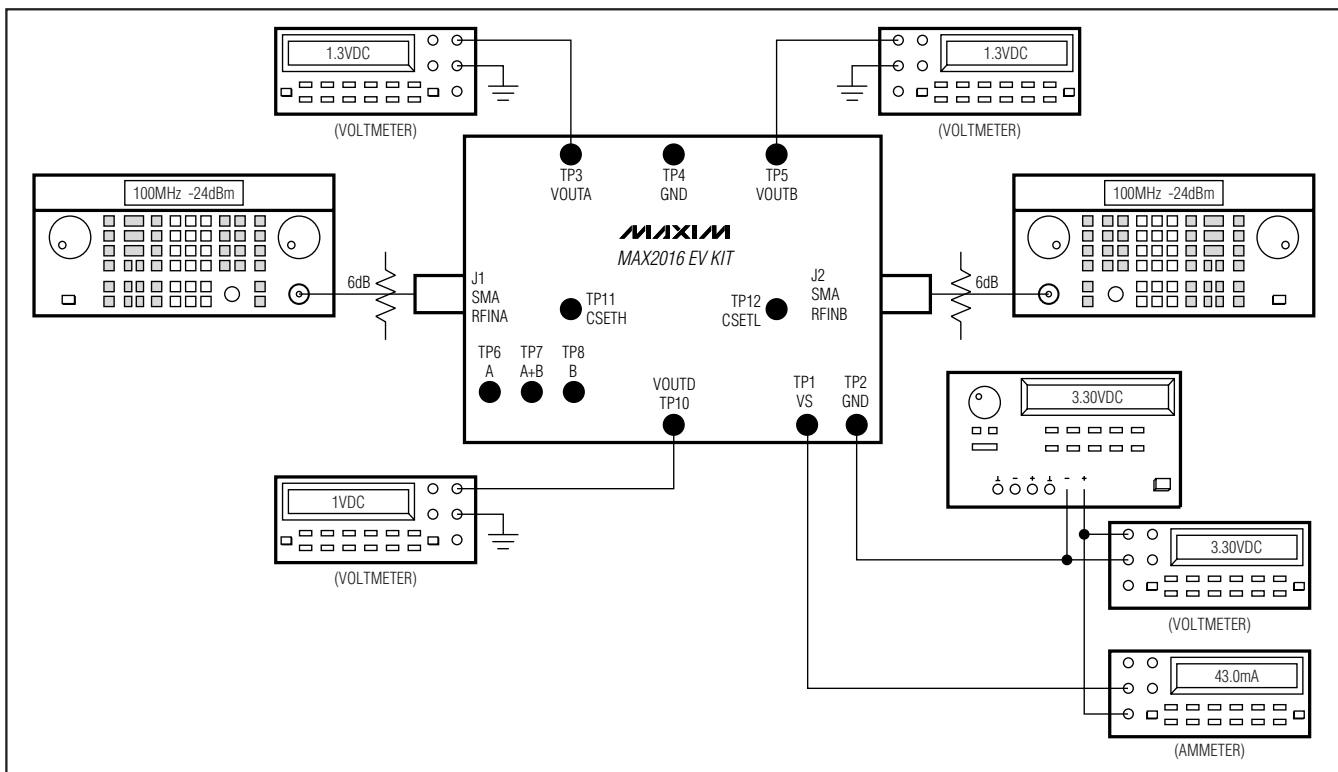 1.3VDC
(VOLTMETER)
1.3VDC
(VOLTMETER)
TP3
VOUTA
TP4
GND
TP5
VOUTB
100MHz -24dBm
6dB
J1
SMA
RFINA
MAXIM
MAX2016 EV KIT
TP11
CSETH
TP12
CSETL
J2
SMA
RFINB
6dB
100MHz -24dBm
TP6
A
TP7
A+B
TP8
B
VOUTD
TP10
TP1
VS
TP2
GND
3.30VDC
⊥ - + ⊥ - +
1VDC
(VOLTMETER)
3.30VDC
(VOLTMETER)
43.0mA
(AMMETER)